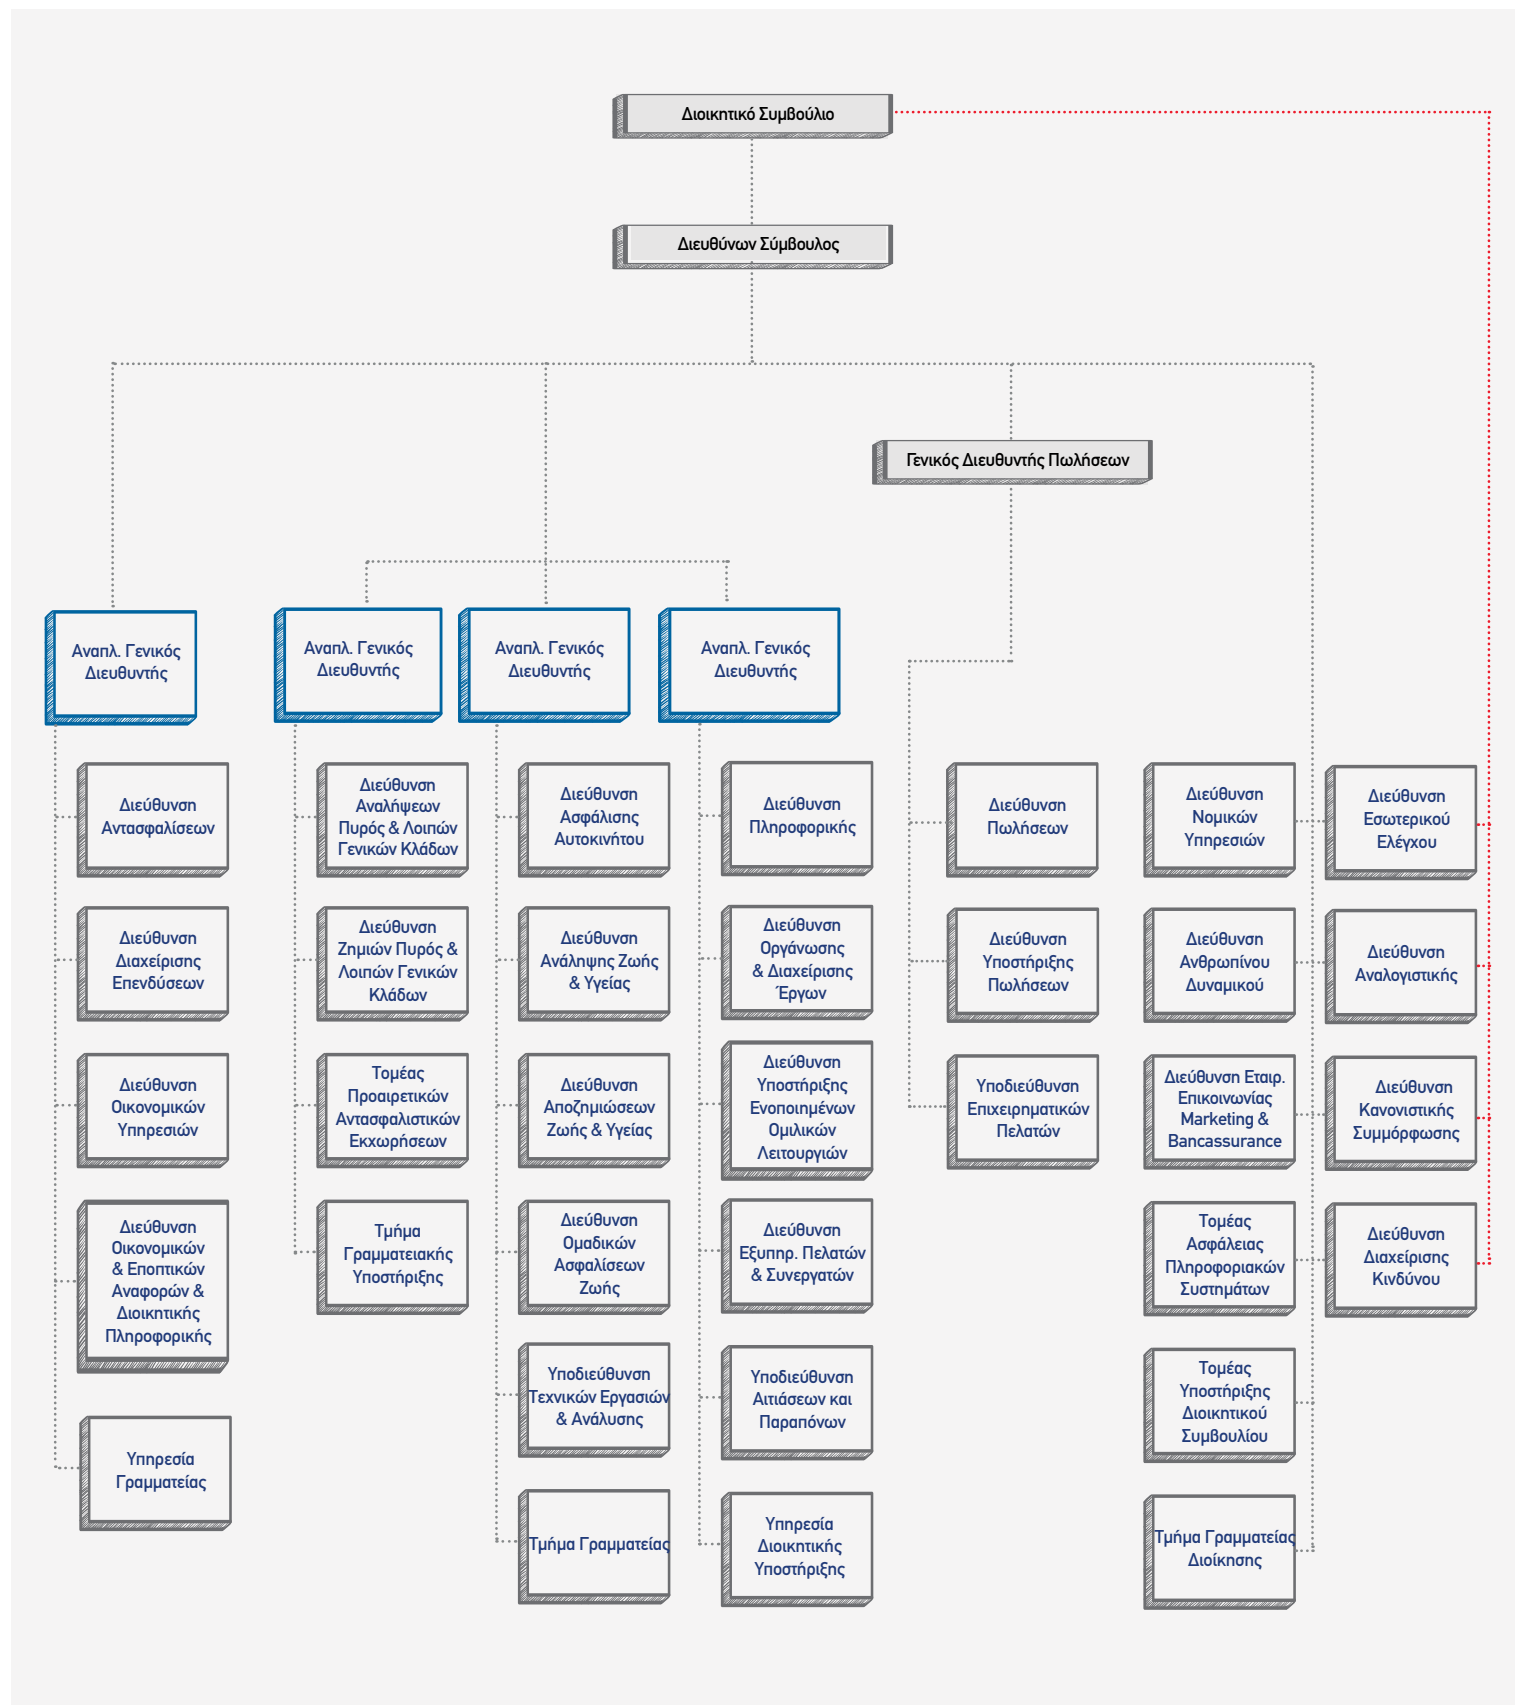 Διοικητικό Συμβούλιο
Διευθύνων Σύμβουλος
Γενικός Διευθυντής Πωλήσεων
Αναπλ. Γενικός
Διευθυντής
Αναπλ. Γενικός
Διευθυντής
Αναπλ. Γενικός
Διευθυντής
Αναπλ. Γενικός
Διευθυντής
Διεύθυνση
Αντασφαλίσεων
Διεύθυνση
Διαχείρισης
Επενδύσεων
Διεύθυνση
Οικονομικών
Υπηρεσιών
Διεύθυνση
Οικονομικών
& Εποπτικών
Αναφορών &
Διοικητικής
Πληροφορικής
Υπηρεσία
Γραμματείας
Διεύθυνση
Αναλήψεων
Πυρός & Λοιπών
Γενικών Κλάδων
Διεύθυνση
Ζημιών Πυρός &
Λοιπών Γενικών
Κλάδων
Τομέας
Προαιρετικών
Αντασφαλιστικών
Εκχωρήσεων
Τμήμα
Γραμματειακής
Υποστήριξης
Διεύθυνση
Ασφάλισης
Αυτοκινήτου
Διεύθυνση
Ανάληψης Ζωής
& Υγείας
Διεύθυνση
Αποζημιώσεων
Ζωής & Υγείας
Διεύθυνση
Ομαδικών
Ασφαλίσεων
Ζωής
Υποδιεύθυνση
Τεχνικών Εργασιών
& Ανάλυσης
Τμήμα Γραμματείας
Διεύθυνση
Πληροφορικής
Διεύθυνση
Οργάνωσης
& Διαχείρισης
Έργων
Διεύθυνση
Υποστήριξης
Ενοποιημένων
Ομιλικών
Λειτουργιών
Διεύθυνση
Εξυπηρ. Πελατών
& Συνεργατών
Υποδιεύθυνση
Αιτιάσεων και
Παραπόνων
Υπηρεσία
Διοικητικής
Υποστήριξης
Διεύθυνση
Πωλήσεων
Διεύθυνση
Υποστήριξης
Πωλήσεων
Υποδιεύθυνση
Επιχειρηματικών
Πελατών
Διεύθυνση
Νομικών
Υπηρεσιών
Διεύθυνση
Ανθρωπίνου
Δυναμικού
Διεύθυνση Εταιρ.
Επικοινωνίας
Marketing &
Bancassurance
Τομέας
Ασφάλειας
Πληροφοριακών
Συστημάτων
Τομέας
Υποστήριξης
Διοικητικού
Συμβουλίου
Τμήμα Γραμματείας
Διοίκησης
Διεύθυνση
Εσωτερικού
Ελέγχου
Διεύθυνση
Αναλογιστικής
Διεύθυνση
Κανονιστικής
Συμμόρφωσης
Διεύθυνση
Διαχείρισης
Κινδύνου